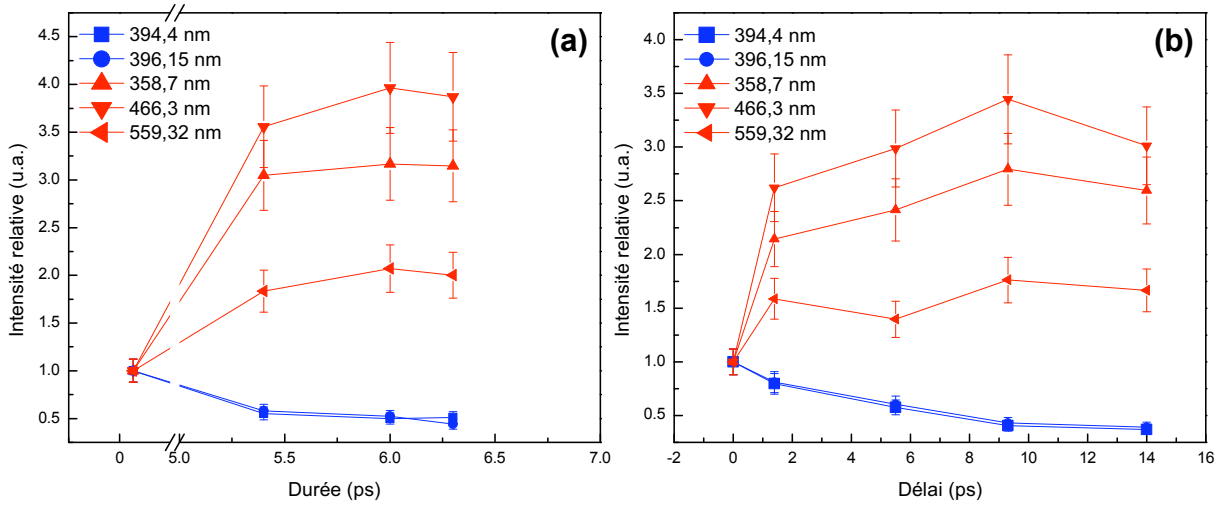 (a)
394,4 nm
396,15 nm
358,7 nm
466,3 nm
559,32 nm
Intensité relative (u.a.)
4.5
4.0
3.5
3.0
2.5
2.0
1.5
1.0
0.5
0
5.0
5.5
6.0
6.5
7.0
Durée (ps)
(b)
394,4 nm
396,15 nm
358,7 nm
466,3 nm
559,32 nm
Intensité relative (u.a.)
4.0
3.5
3.0
2.5
2.0
1.5
1.0
0.5
-2
0
2
4
6
8
10
12
14
16
Délai (ps)